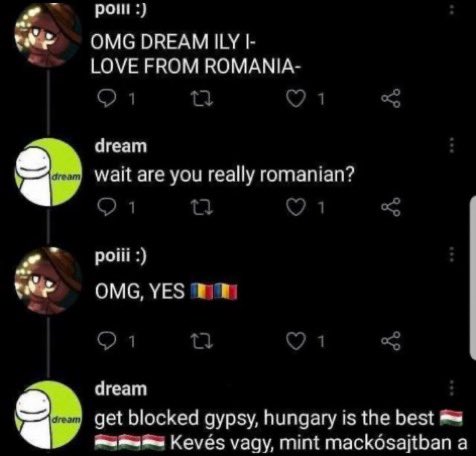 poiii :)
OMG DREAM ILY I-
LOVE FROM ROMANIA-
1 1
dream
dream
wait are you really romanian?
1 1
poiii :)
OMG, YES 🇷🇴🇷🇴
1 1
dream
dream
get blocked gypsy, hungary is the best 🇭🇺
🇭🇺🇭🇺🇭🇺 Kevés vagy, mint mackósajtban a